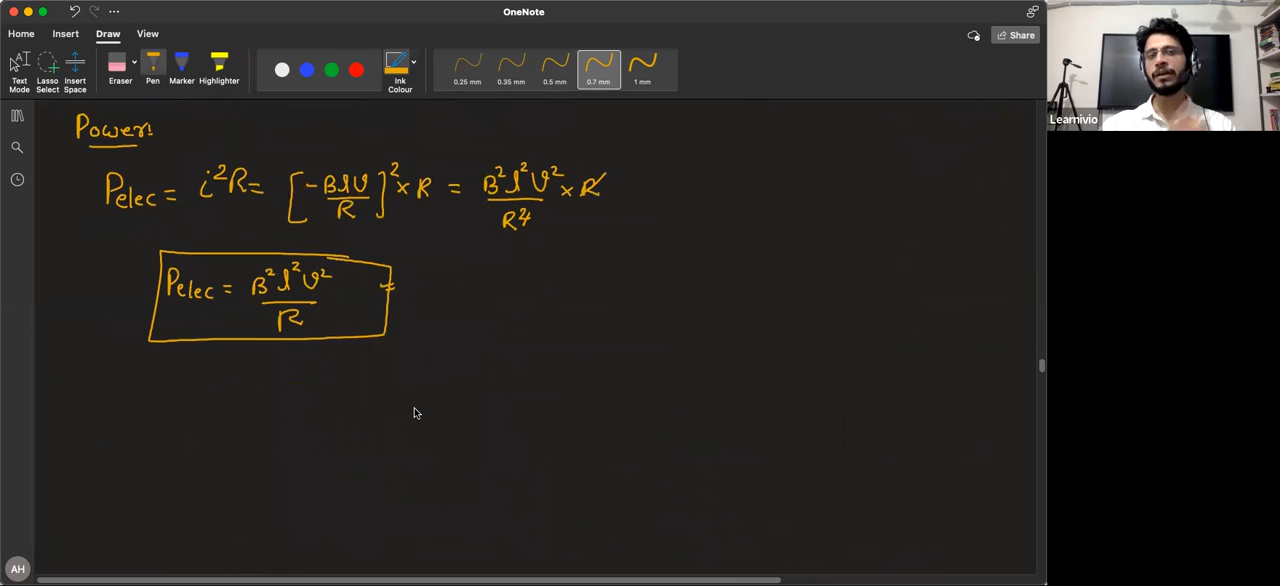 OneNote
Home Insert Draw View
Share
Text Mode
Lasso Select
Insert Space
Eraser
Pen
Marker
Highlighter
Ink Colour
0.25 mm
0.35 mm
0.5 mm
0.7 mm
1 mm
Learnivio
Power:
Pelec = i²R = [-Blv/R]² × R = B²l²v²/R² × R
Pelec = B²l²v²/R =
AH